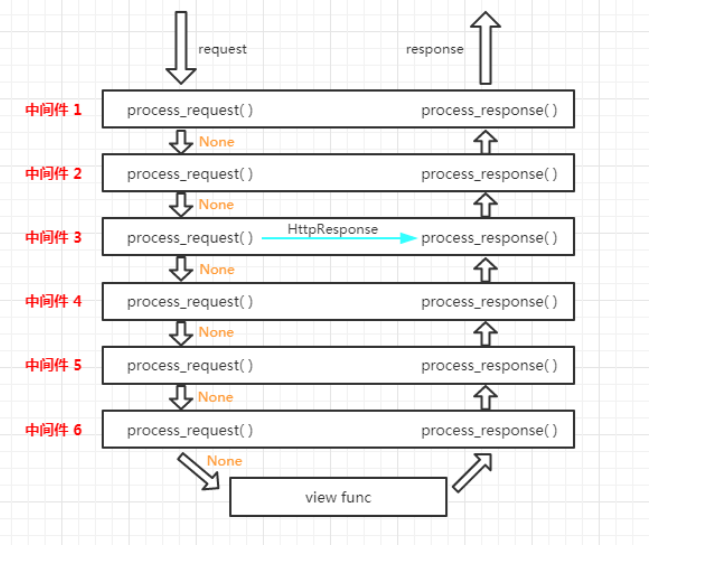 request response
中间件 1 process_request( ) process_response( )
None
中间件 2 process_request( ) process_response( )
None
HttpResponse
中间件 3 process_request( ) process_response( )
None
中间件 4 process_request( ) process_response( )
None
中间件 5 process_request( ) process_response( )
None
中间件 6 process_request( ) process_response( )
None
view func